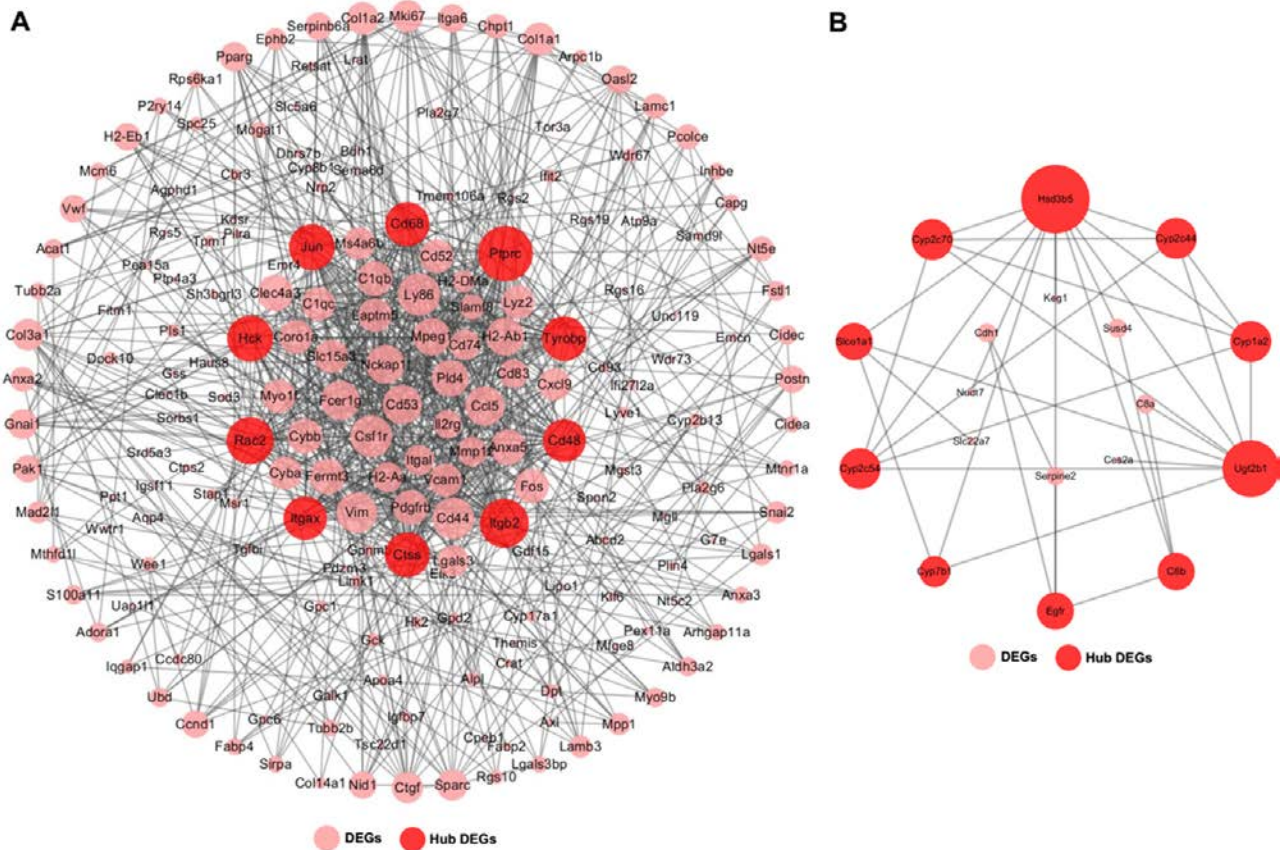 A
B
Col1a2
Mki67
Itga6
Chpt1
Serpinb6a
Col1a1
Ephb2
Arpc1b
Pparg
Retsat
Lrat
Oasl2
Rps6ka1
Lamc1
P2ry14
Slc5a6
Pla2g7
Spc25
Mogat1
Tor3a
Pcolce
H2-Eb1
Dhrs7b
Bdh1
Wdr67
Mcm6
Cbr3
Cyp8b1
Sema6d
Ifit2
Inhbe
Agphd1
Nrp2
Tmem106a
Rgs2
Capg
Vwf
Kdsr
Cd68
Rgs19
Atp9a
Rgs5
Pilra
Samd9l
Acat1
Tpm1
Jun
Ms4a6b
Cd52
Ptprc
Nt5e
Pea15a
Emr4
Ptp4a3
C1qb
H2-DMa
Tubb2a
Sh3bgrl3
Clec4a3
Ly86
Rgs16
Fstl1
Fitm1
C1qc
Slamf8
Lyz2
Eaptm5
Unc119
Col3a1
Pls1
Hck
Coro1a
Mpeg1
Cd74
H2-Ab1
Tyrobp
Emcn
Cidec
Dpck10
Haus8
Slc15a3
Nckap1l
Wdr73
Anxa2
Gss
Pld4
Cd83
Cd93
Postn
Clec1b
Sod3
Myo1f
Fcer1g
Cxcl9
Ifi27l2a
Cd53
Ccl5
Gnai1
Sorbs1
Lyve1
Cyp2b13
Cidea
Rac2
Cybb
Csf1r
Il2rg
Cd48
Srd5a3
Anxa5
Mmp12
Pak1
Ctps2
Cyba
Itgal
Mgst3
Mtnr1a
Igsf11
Fermt3
H2-Aa
Vcam1
Fos
Pla2g6
Ppt1
Stap1
Mad2l1
Msr1
Spon2
Snai2
Aqp4
Itgax
Vim
Pdgfrb
Cd44
Itgb2
Mgll
Wwtr1
Abcd2
G7e
Mthfd1l
Tgfbi
Ctss
Gdf15
Lgals1
Wee1
Pdzrn3
Lgals3
Plin4
Limk1
S100a11
Lipo1
Klf6
Nt5c2
Anxa3
Uap1l1
Gpc1
Hk2
Gpd2
Cyp17a1
Adora1
Gck
Pex11a
Arhgap11a
Themis
Mfge8
Iqgap1
Ccdc80
Crat
Aldh3a2
Apoa4
Alpl
Ubd
Galk1
Dpt
Myo9b
Ccnd1
Gpc6
Igfbp7
Axl
Mpp1
Tubb2b
Cpeb1
Fabp4
Tsc22d1
Fabp2
Lamb3
Sirpa
Lgals3bp
Rgs10
Col14a1
Nid1
Ctgf
Sparc
DEGs
Hub DEGs
Hsd3b5
Cyp2c70
Cyp2c44
Keg1
Cdh1
Susd4
Slco1a1
Cyp1a2
Nudt7
C8a
Slc22a7
Cyp2c54
Ces2a
Serpine2
Ugt2b1
Cyp7b1
C8b
Egfr
DEGs
Hub DEGs